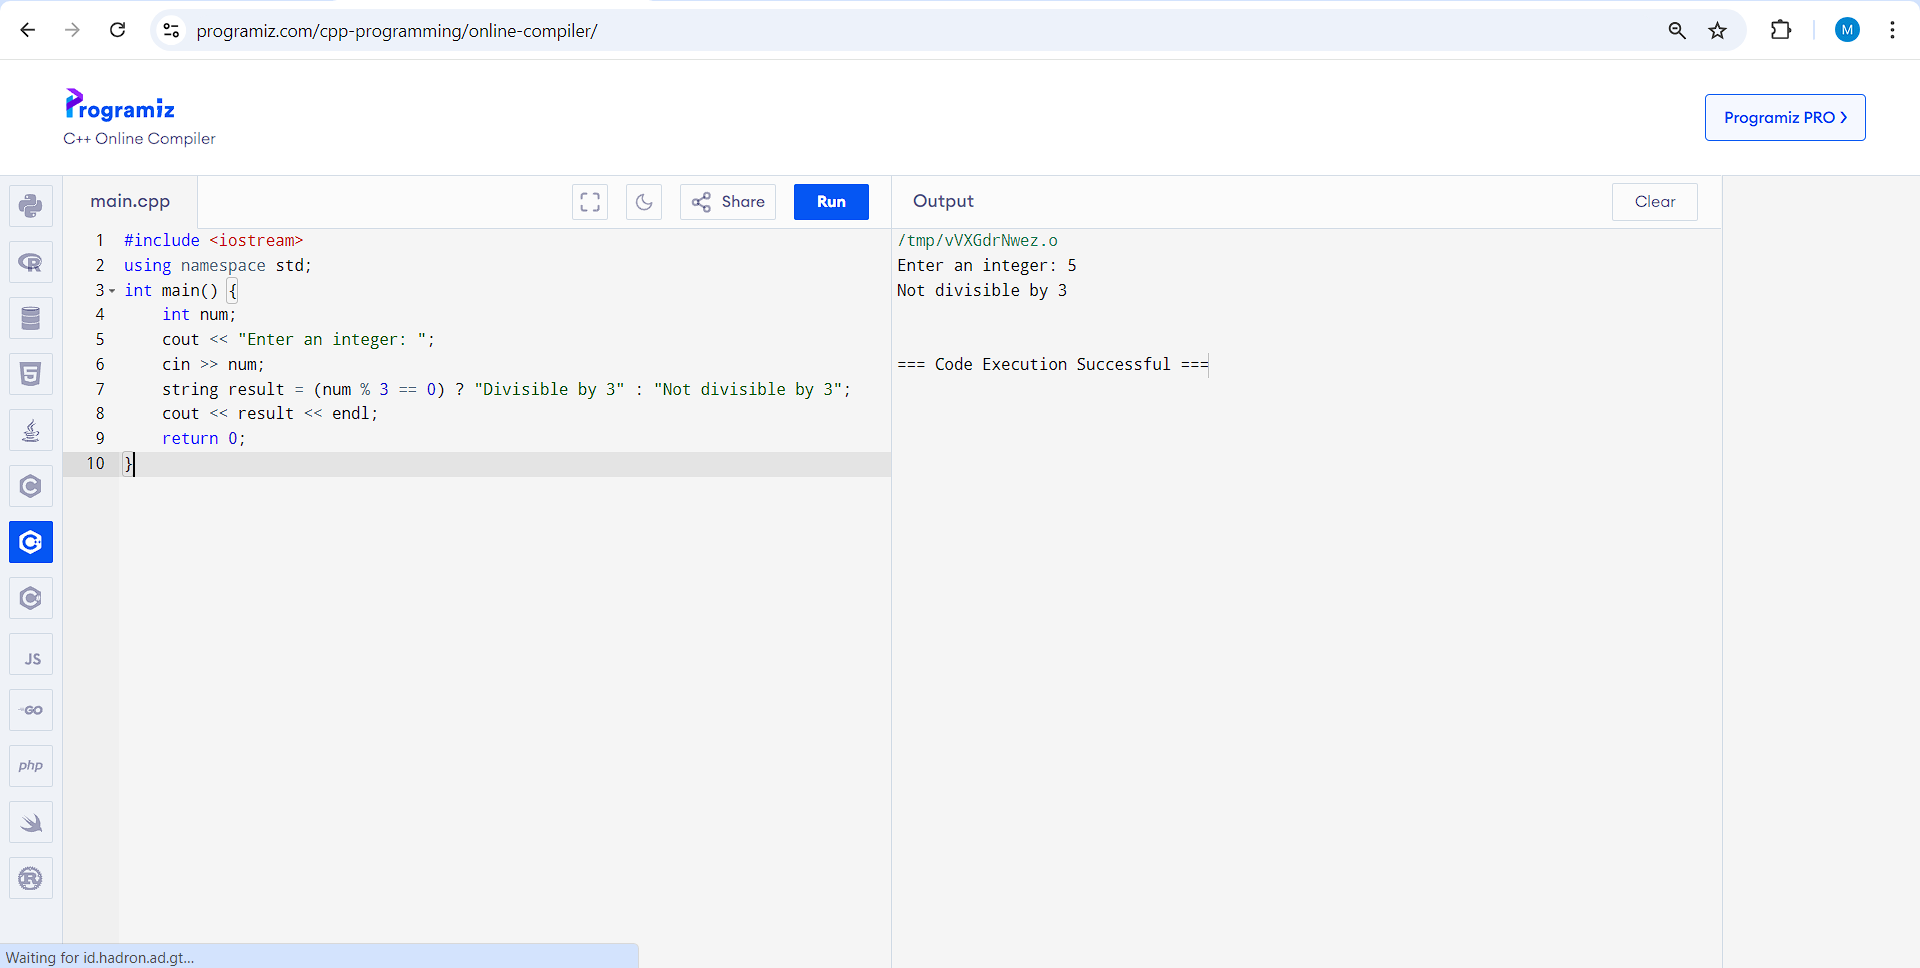 programiz.com/cpp-programming/online-compiler/
M
Programiz
C++ Online Compiler
Programiz PRO
main.cpp
Share
Run
Output
Clear
1 #include <iostream>
2 using namespace std;
3 int main() {
4     int num;
5     cout << "Enter an integer: ";
6     cin >> num;
7     string result = (num % 3 == 0) ? "Divisible by 3" : "Not divisible by 3";
8     cout << result << endl;
9     return 0;
10 }
/tmp/vVXGdrNwez.o
Enter an integer: 5
Not divisible by 3
=== Code Execution Successful ===
R
5
C
C
C
JS
GO
php
R
Waiting for id.hadron.ad.gt...